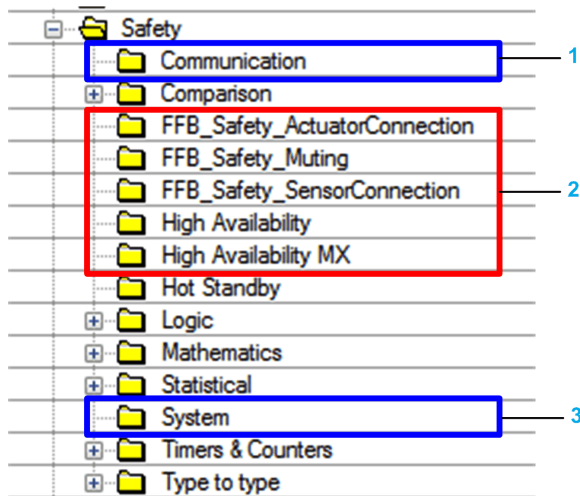 Safety
Communication
1
Comparison
FFB_Safety_ActuatorConnection
FFB_Safety_Muting
FFB_Safety_SensorConnection
2
High Availability
High Availability MX
Hot Standby
Logic
Mathematics
Statistical
System
3
Timers & Counters
Type to type